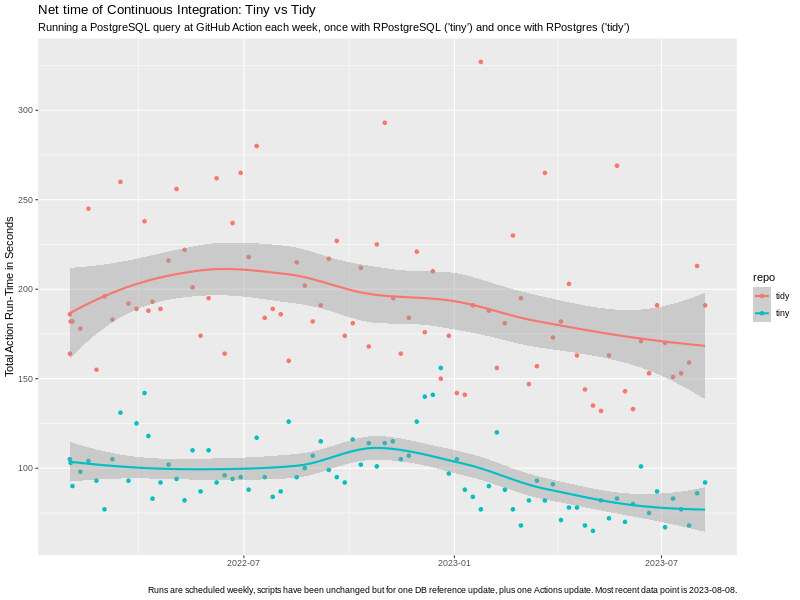 Net time of Continuous Integration: Tiny vs Tidy
Running a PostgreSQL query at GitHub Action each week, once with RPostgreSQL ('tiny') and once with RPostgres ('tidy')
Total Action Run-Time in Seconds
300
250
200
150
100
2022-07
2023-01
2023-07
repo
tidy
tiny
Runs are scheduled weekly, scripts have been unchanged but for one DB reference update, plus one Actions update. Most recent data point is 2023-08-08.